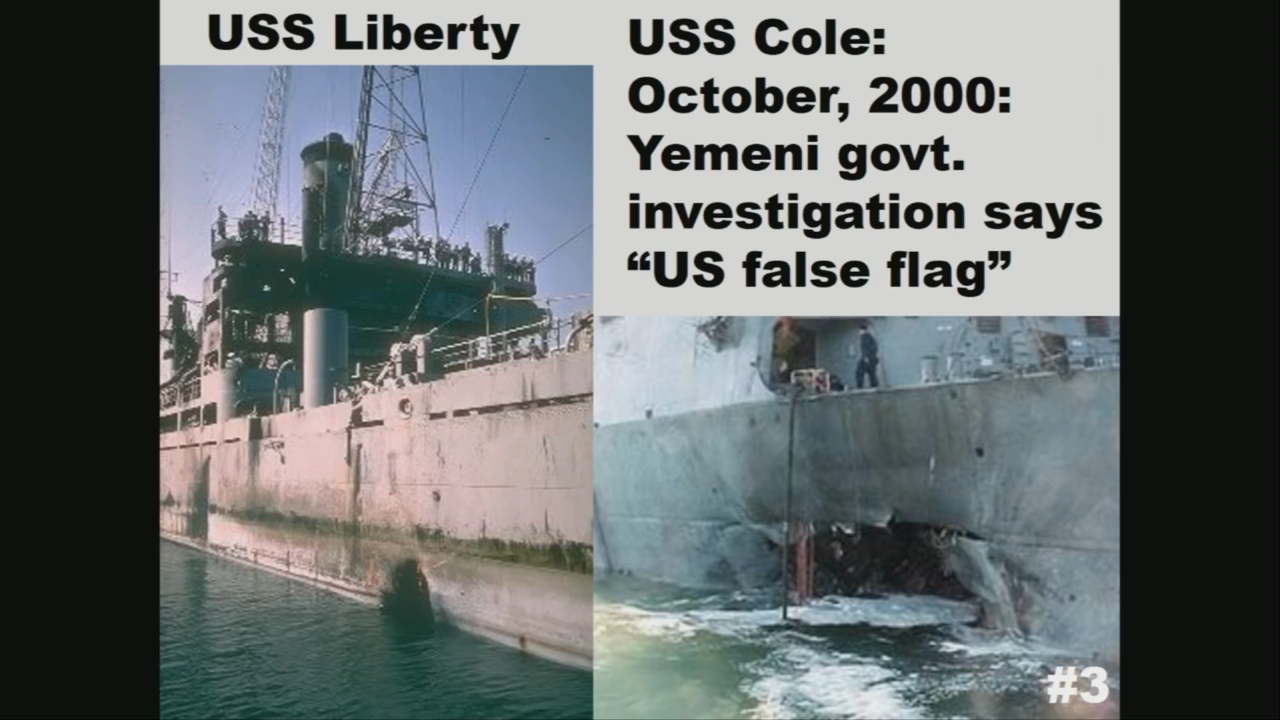 USS Liberty
USS Cole:
October, 2000:
Yemeni govt.
investigation says
“US false flag”
#3